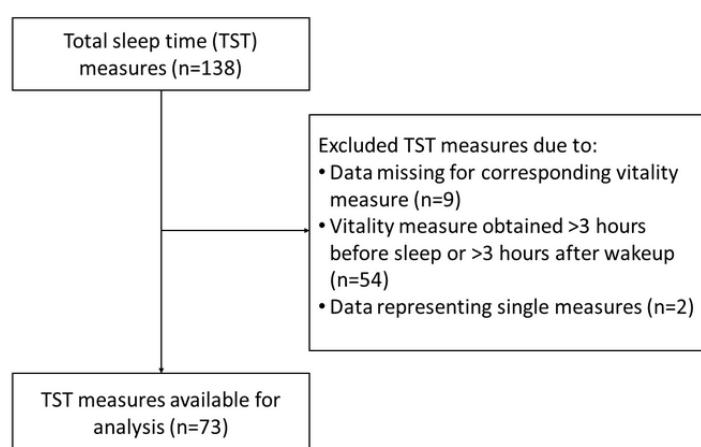 Total sleep time (TST)
measures (n=138)
Excluded TST measures due to:
• Data missing for corresponding vitality
measure (n=9)
• Vitality measure obtained >3 hours
before sleep or >3 hours after wakeup
(n=54)
• Data representing single measures (n=2)
TST measures available for
analysis (n=73)